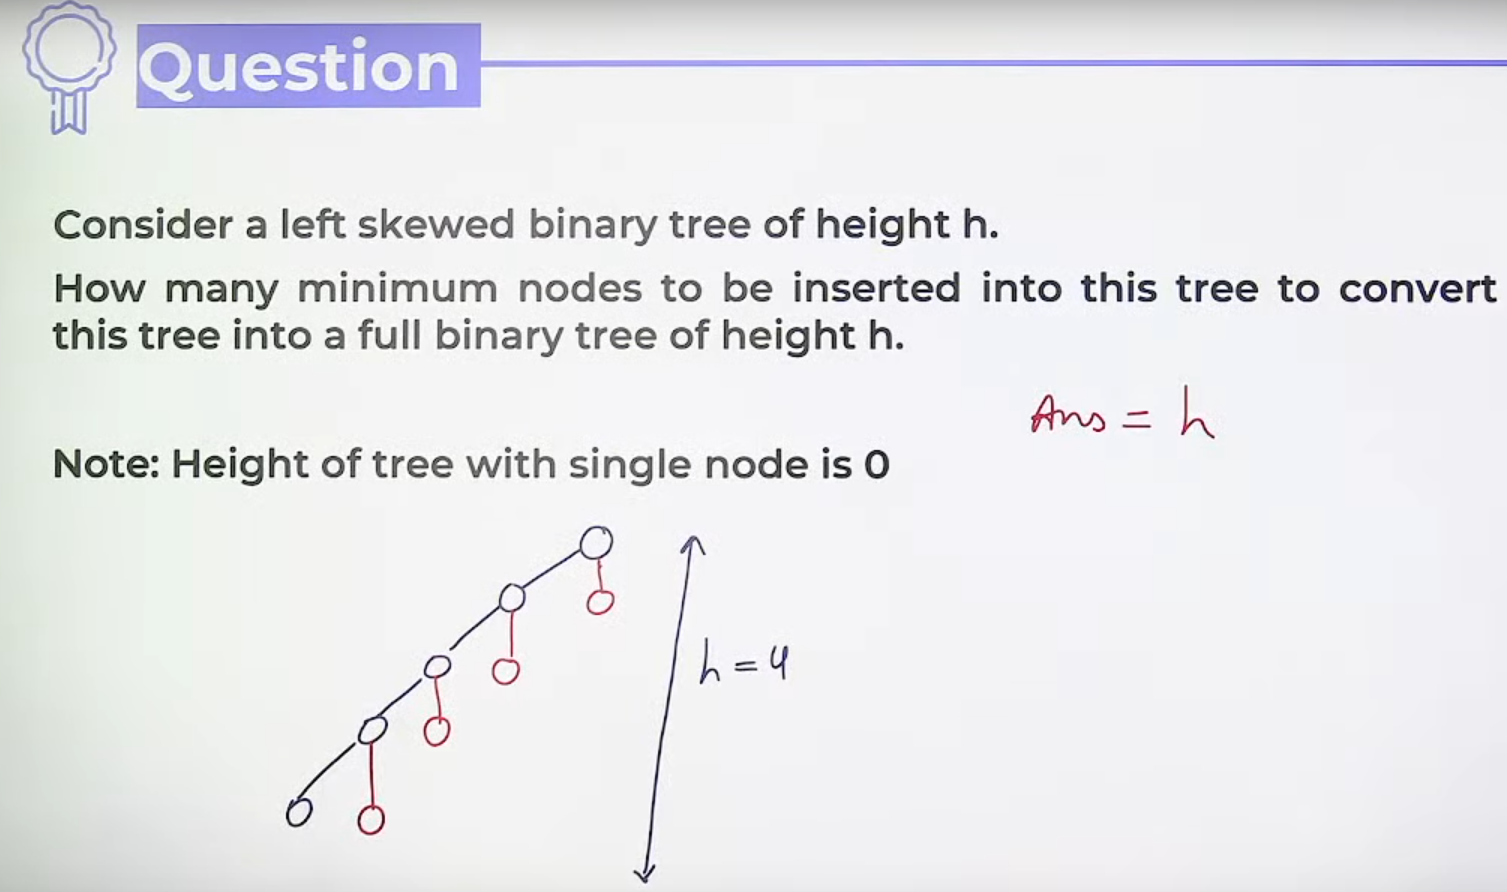 Question
Consider a left skewed binary tree of height h.
How many minimum nodes to be inserted into this tree to convert
this tree into a full binary tree of height h.
Ans = h
Note: Height of tree with single node is 0
h = 4